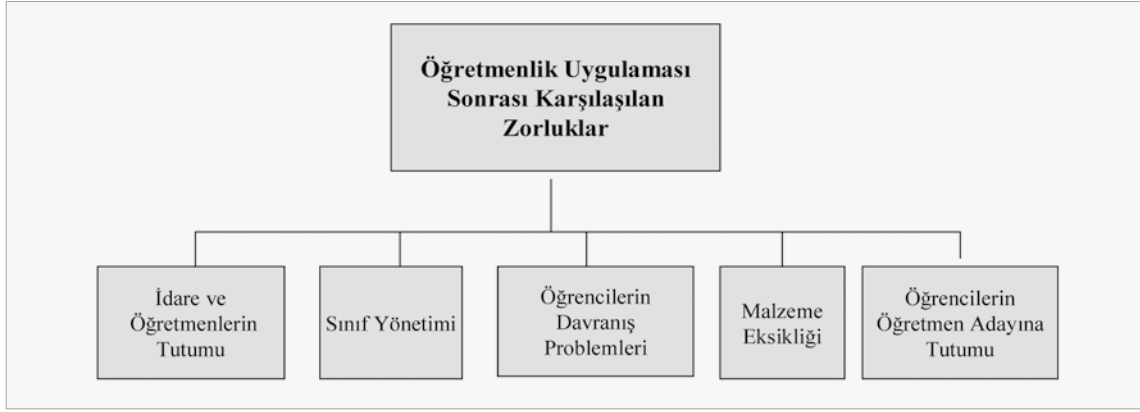 Öğretmenlik Uygulaması
Sonrası Karşılaşılan
Zorluklar
İdare ve
Öğretmenlerin
Tutumu
Sınıf Yönetimi
Öğrencilerin
Davranış
Problemleri
Malzeme
Eksikliği
Öğrencilerin
Öğretmen Adayına
Tutumu